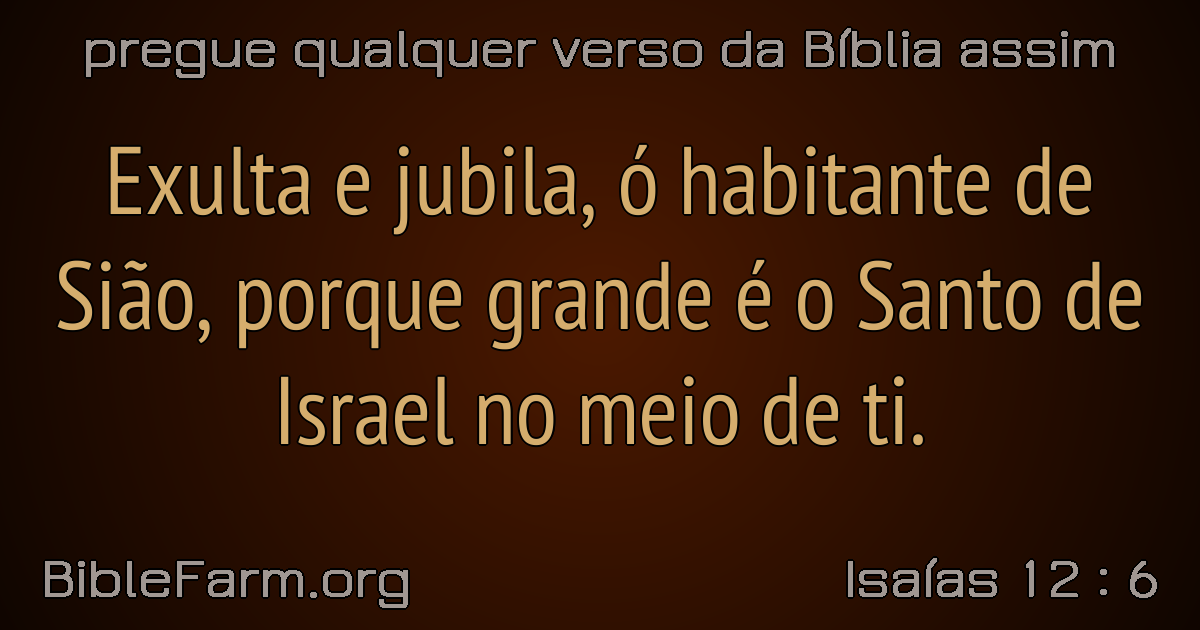 pregue qualquer verso da Bíblia assim
Exulta e jubila, ó habitante de
Sião, porque grande é o Santo de
Israel no meio de ti.
BibleFarm.org
Isaías 12 : 6